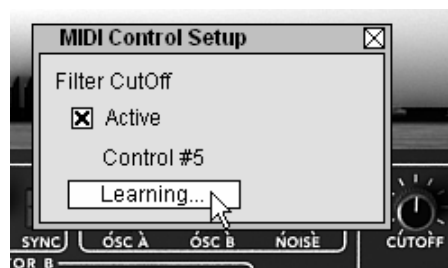 MIDI Control Setup
Filter CutOff
Active
Control #5
Learning...
SYNC OSC A OSC B NOISE CUTOFF
OR B